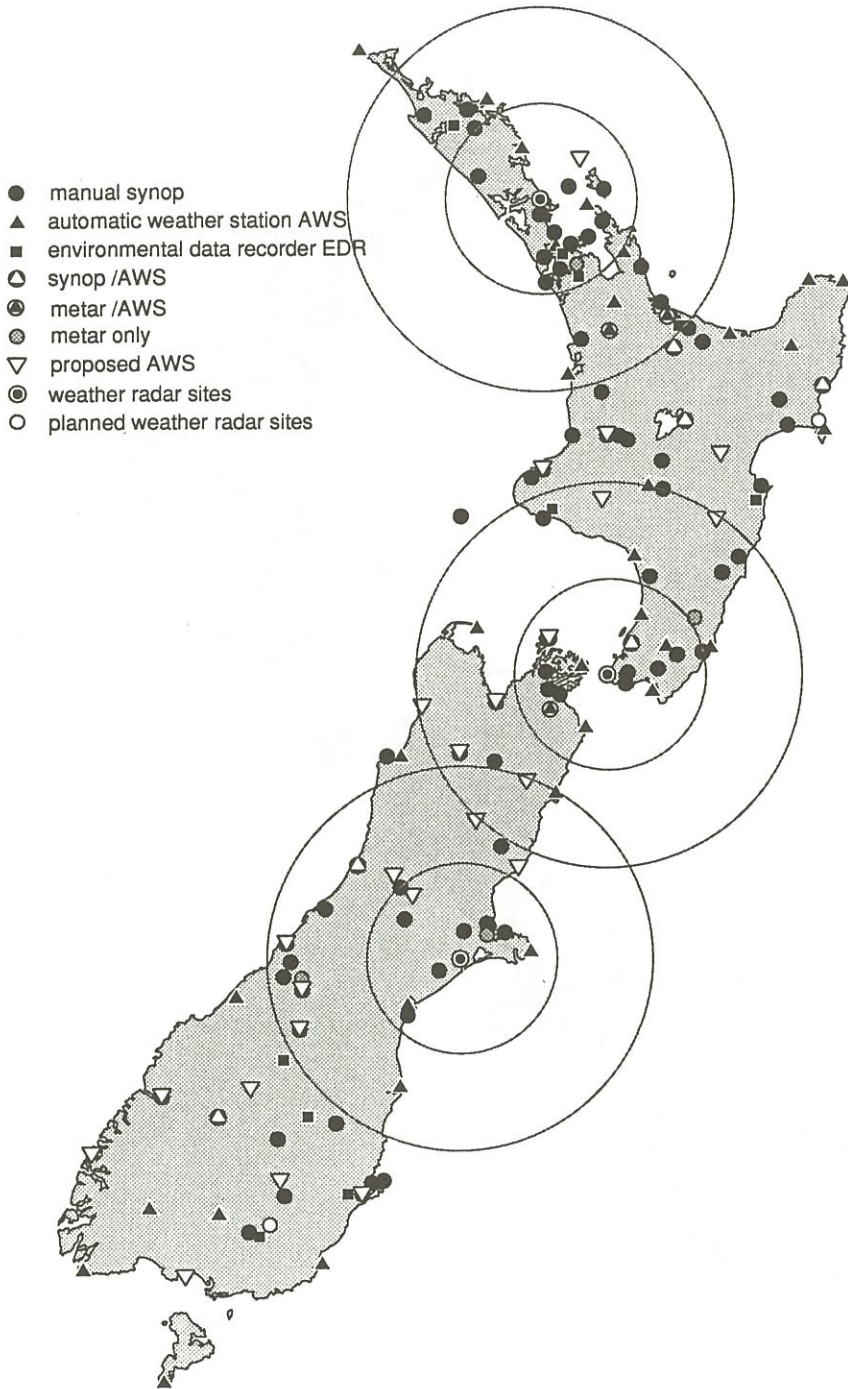 manual synop
automatic weather station AWS
environmental data recorder EDR
synop /AWS
metar /AWS
metar only
proposed AWS
weather radar sites
planned weather radar sites